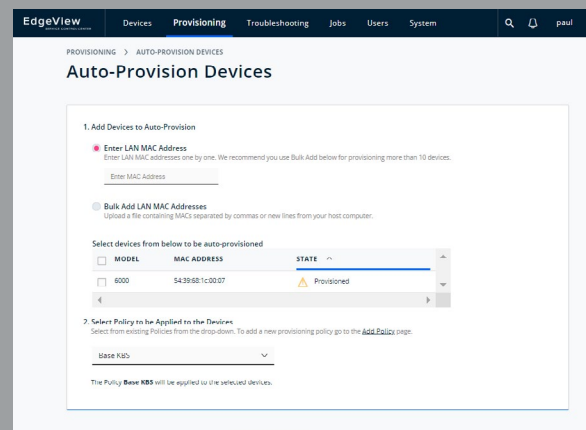 EdgeView
SERVICE CONTROL CENTER
Devices Provisioning Troubleshooting Jobs Users System paul
PROVISIONING > AUTO-PROVISION DEVICES
Auto-Provision Devices
1. Add Devices to Auto-Provision
Enter LAN MAC Address
Enter LAN MAC addresses one by one. We recommend you use Bulk Add below for provisioning more than 10 devices.
Enter MAC Address
Bulk Add LAN MAC Addresses
Upload a file containing MACs separated by commas or new lines from your host computer.
Select devices from below to be auto-provisioned
MODEL MAC ADDRESS STATE
6000 54:39:68:1c:00:07 Provisioned
2. Select Policy to be Applied to the Devices
Select from existing Policies from the drop-down. To add a new provisioning policy go to the Add Policy page.
Base KBS
The Policy Base KBS will be applied to the selected devices.